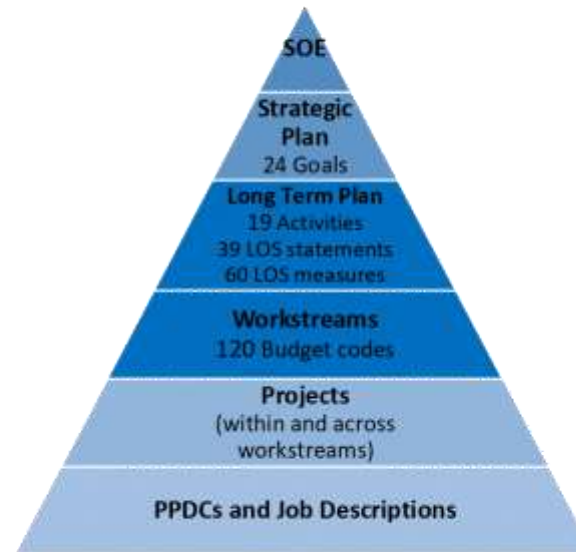 SOE
Strategic
Plan
24 Goals
Long Term Plan
19 Activities
39 LOS statements
60 LOS measures
Workstreams
120 Budget codes
Projects
(within and across
workstreams)
PPDCs and Job Descriptions